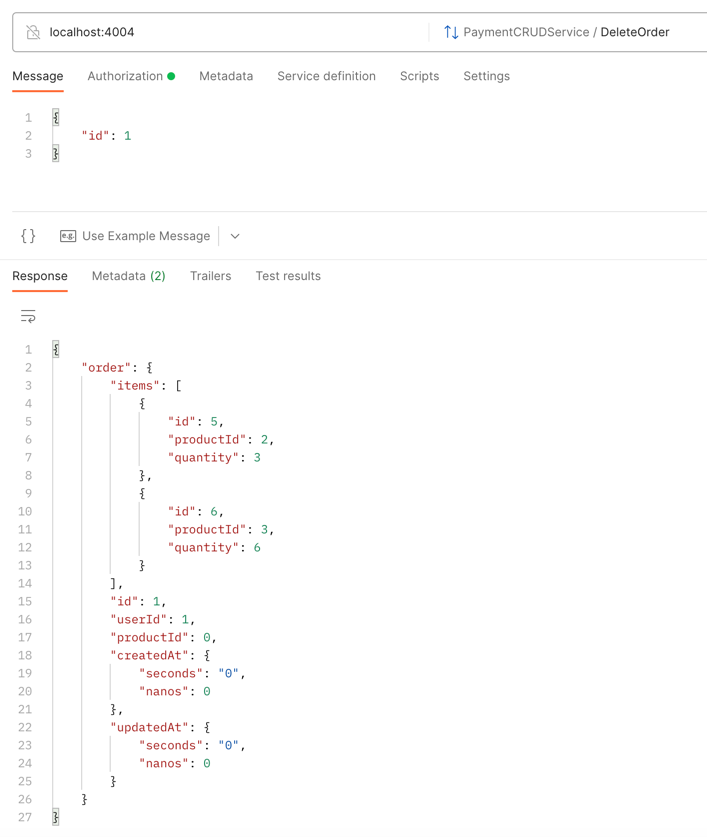 localhost:4004
PaymentCRUDService / DeleteOrder
Message Authorization Metadata Service definition Scripts Settings
1 {
2 "id": 1
3 }
{} e.g. Use Example Message
Response Metadata (2) Trailers Test results
1 {
2 "order": {
3 "items": [
4 {
5 "id": 5,
6 "productId": 2,
7 "quantity": 3
8 },
9 {
10 "id": 6,
11 "productId": 3,
12 "quantity": 6
13 }
14 ],
15 "id": 1,
16 "userId": 1,
17 "productId": 0,
18 "createdAt": {
19 "seconds": "0",
20 "nanos": 0
21 },
22 "updatedAt": {
23 "seconds": "0",
24 "nanos": 0
25 }
26 }
27 }